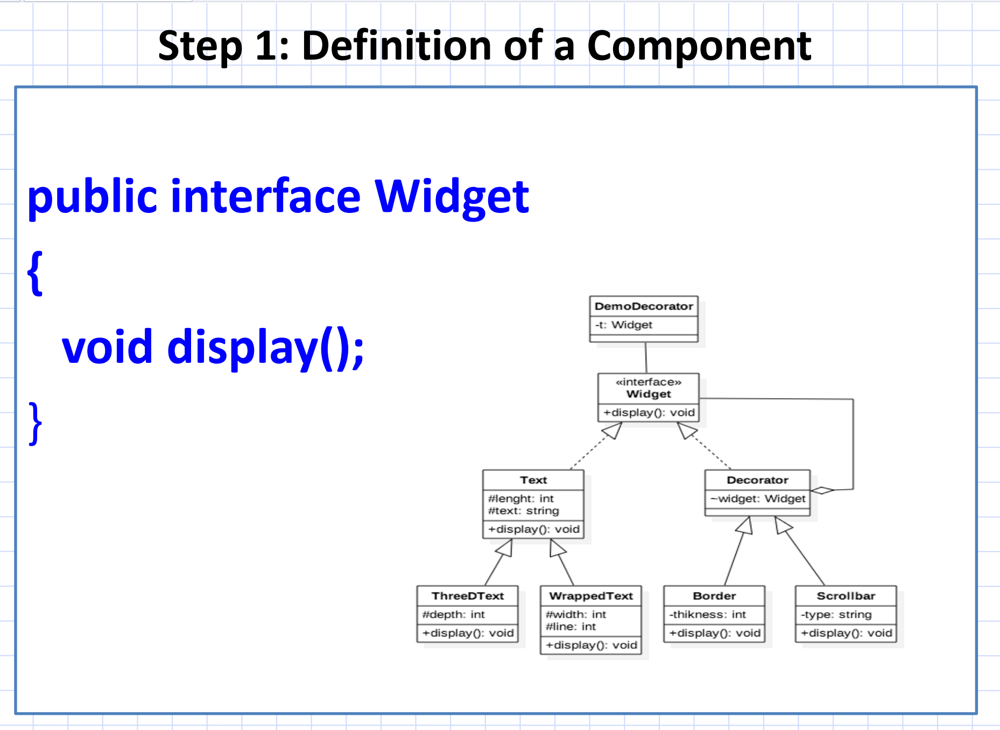 Step 1: Definition of a Component
public interface Widget
{
void display();
}
DemoDecorator
-t: Widget
«interface»
Widget
+display(): void
Text
#lenght: int
#text: string
+display(): void
Decorator
~widget: Widget
ThreeDText
#depth: int
+display(): void
WrappedText
#width: int
#line: int
+display(): void
Border
-thikness: int
+display(): void
Scrollbar
-type: string
+display(): void